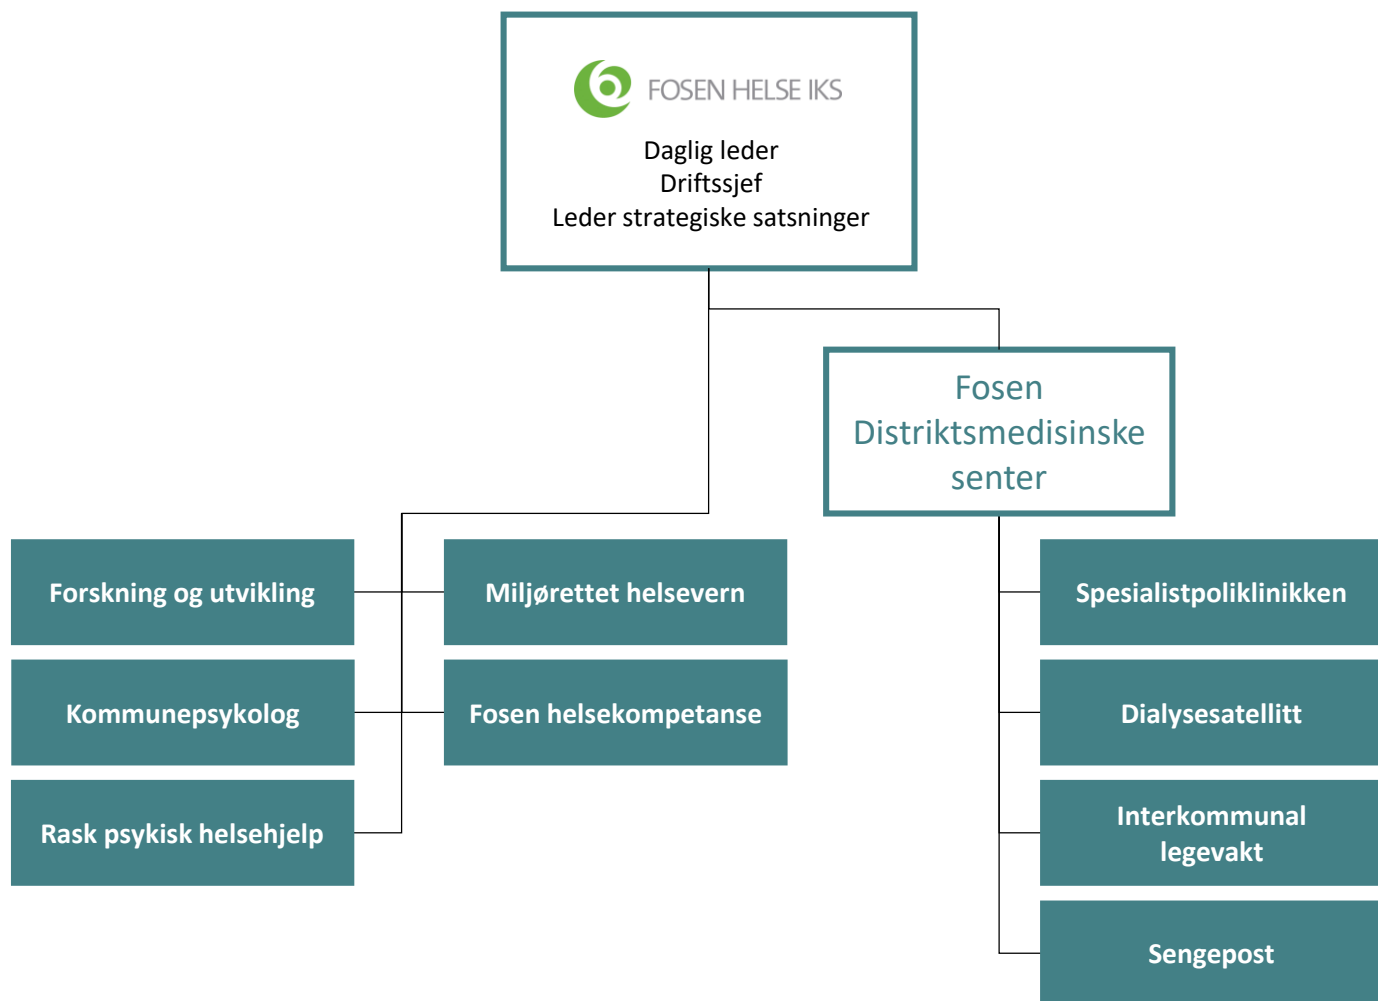 FOSEN HELSE IKS
Daglig leder
Driftssjef
Leder strategiske satsninger
Fosen
Distriktsmedisinske
senter
Forskning og utvikling
Miljørettet helsevern
Spesialistpoliklinikken
Kommunepsykolog
Fosen helsekompetanse
Dialysesatellitt
Rask psykisk helsehjelp
Interkommunal
legevakt
Sengepost